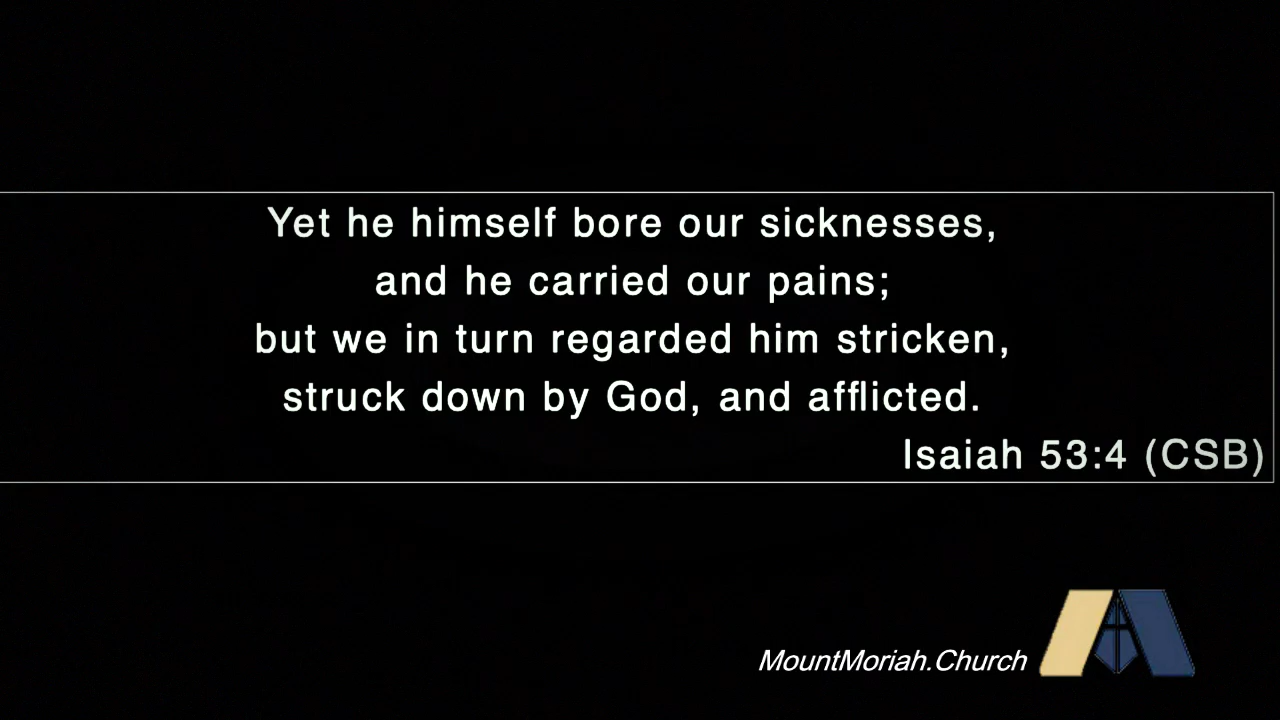 Yet he himself bore our sicknesses,
and he carried our pains;
but we in turn regarded him stricken,
struck down by God, and afflicted.
Isaiah 53:4 (CSB)
MountMoriah.Church